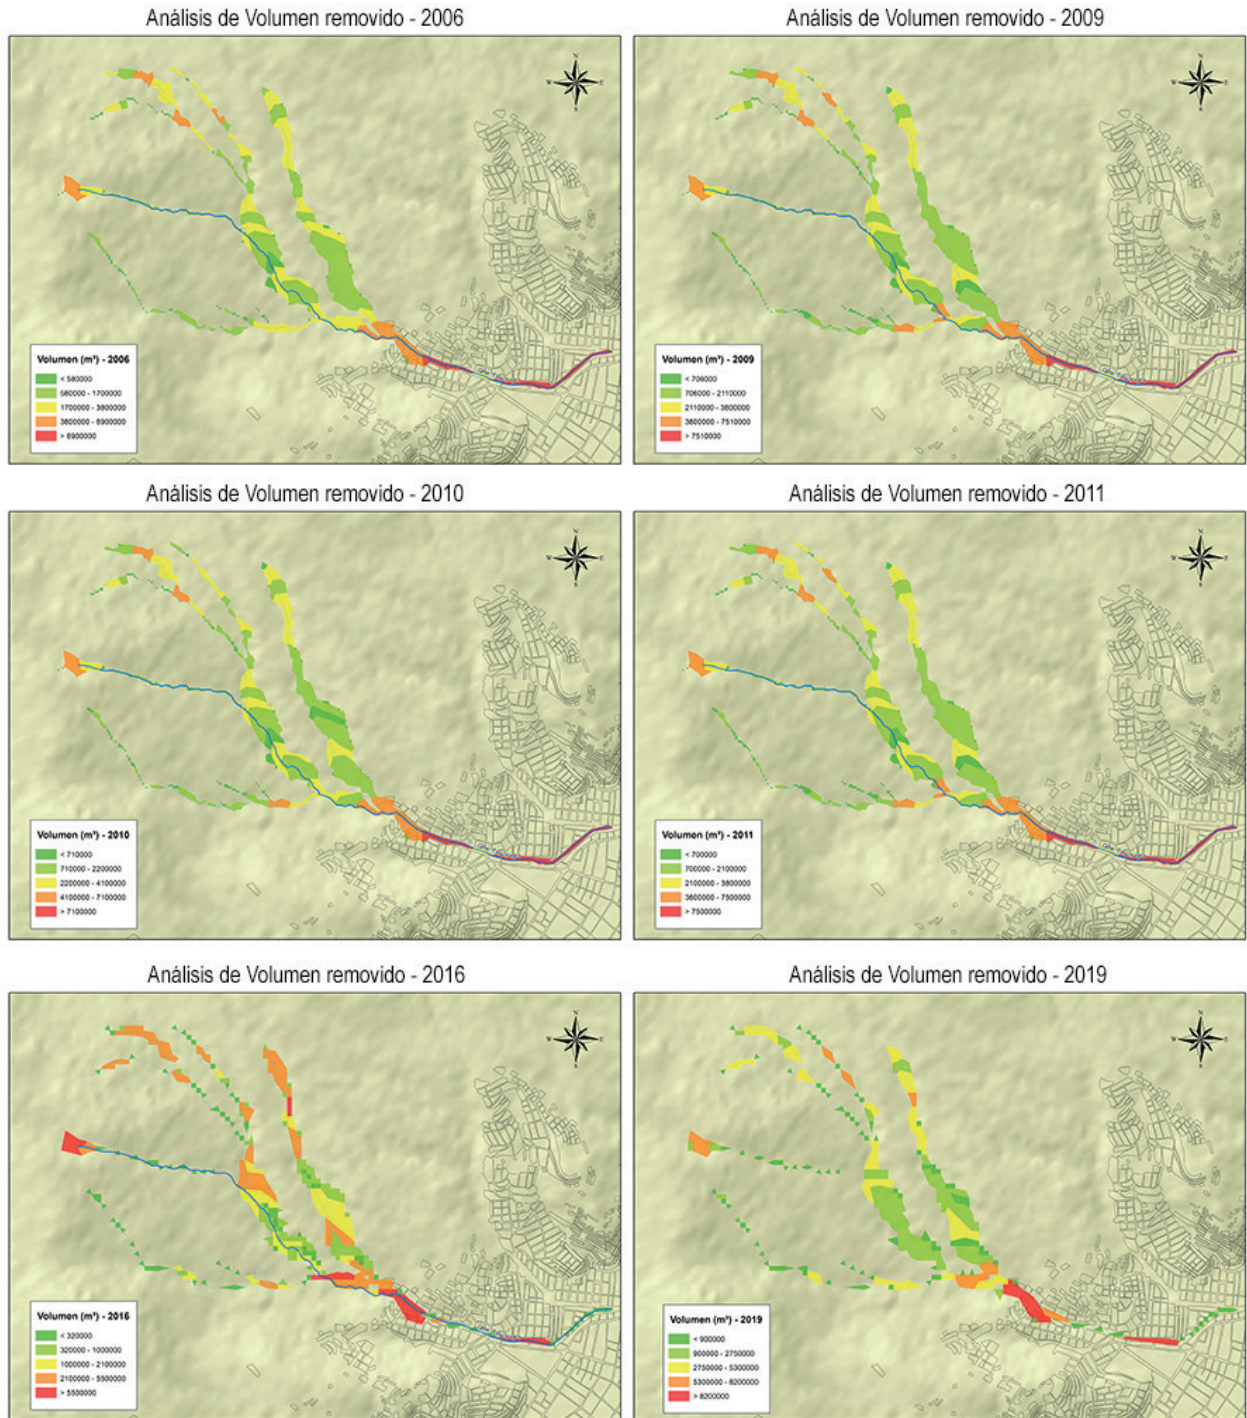 Análisis de Volumen removido - 2006
N
W
E
S
Volumen (m³) - 2006
< 580000
580000 - 1700000
1700000 - 3800000
3800000 - 6900000
> 6900000
Análisis de Volumen removido - 2009
N
W
E
S
Volumen (m³) - 2009
< 706000
706000 - 2110000
2110000 - 3800000
3800000 - 7510000
> 7510000
Análisis de Volumen removido - 2010
N
W
E
S
Volumen (m³) - 2010
< 710000
710000 - 2200000
2200000 - 4100000
4100000 - 7100000
> 7100000
Análisis de Volumen removido - 2011
N
W
E
S
Volumen (m³) - 2011
< 700000
700000 - 2100000
2100000 - 3800000
3800000 - 7500000
> 7500000
Análisis de Volumen removido - 2016
N
W
E
S
Volumen (m³) - 2016
< 320000
320000 - 1000000
1000000 - 2100000
2100000 - 5500000
> 5500000
Análisis de Volumen removido - 2019
N
W
E
S
Volumen (m³) - 2019
< 900000
900000 - 2750000
2750000 - 5300000
5300000 - 8200000
> 8200000